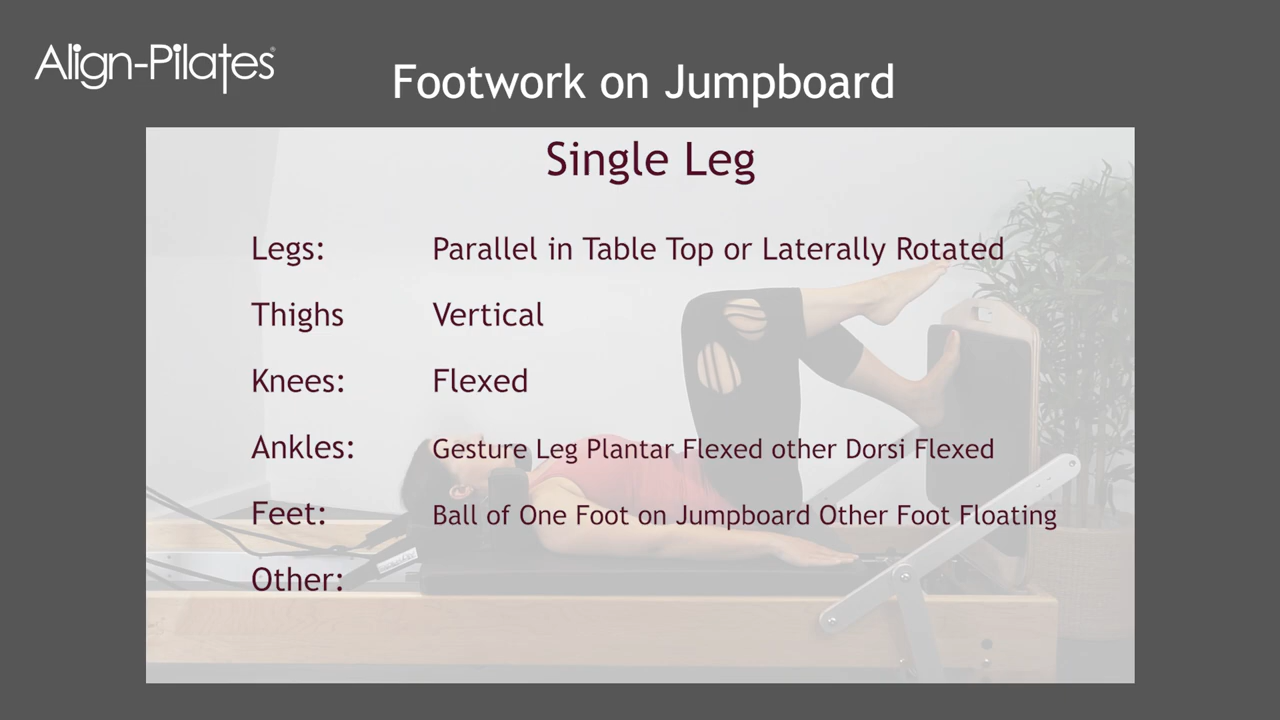 Align-Pilates®
Footwork on Jumpboard
Single Leg
Legs: Parallel in Table Top or Laterally Rotated
Thighs Vertical
Knees: Flexed
Ankles: Gesture Leg Plantar Flexed other Dorsi Flexed
Feet: Ball of One Foot on Jumpboard Other Foot Floating
Other: